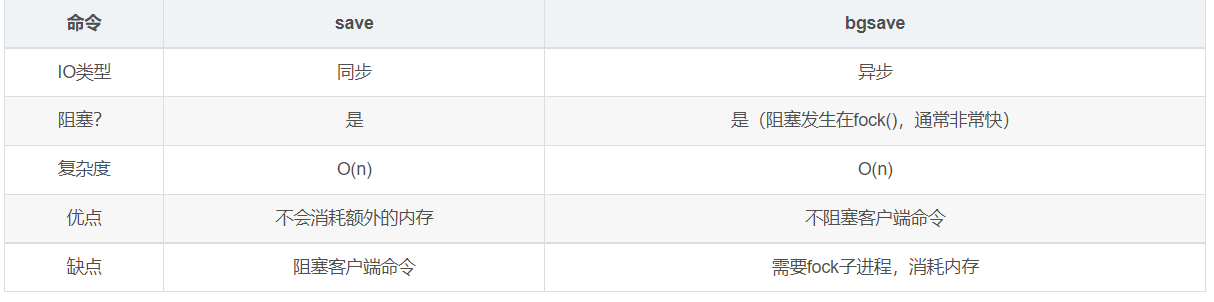 命令 save bgsave
IO类型 同步 异步
阻塞? 是 是（阻塞发生在fock()，通常非常快）
复杂度 O(n) O(n)
优点 不会消耗额外的内存 不阻塞客户端命令
缺点 阻塞客户端命令 需要fock子进程，消耗内存